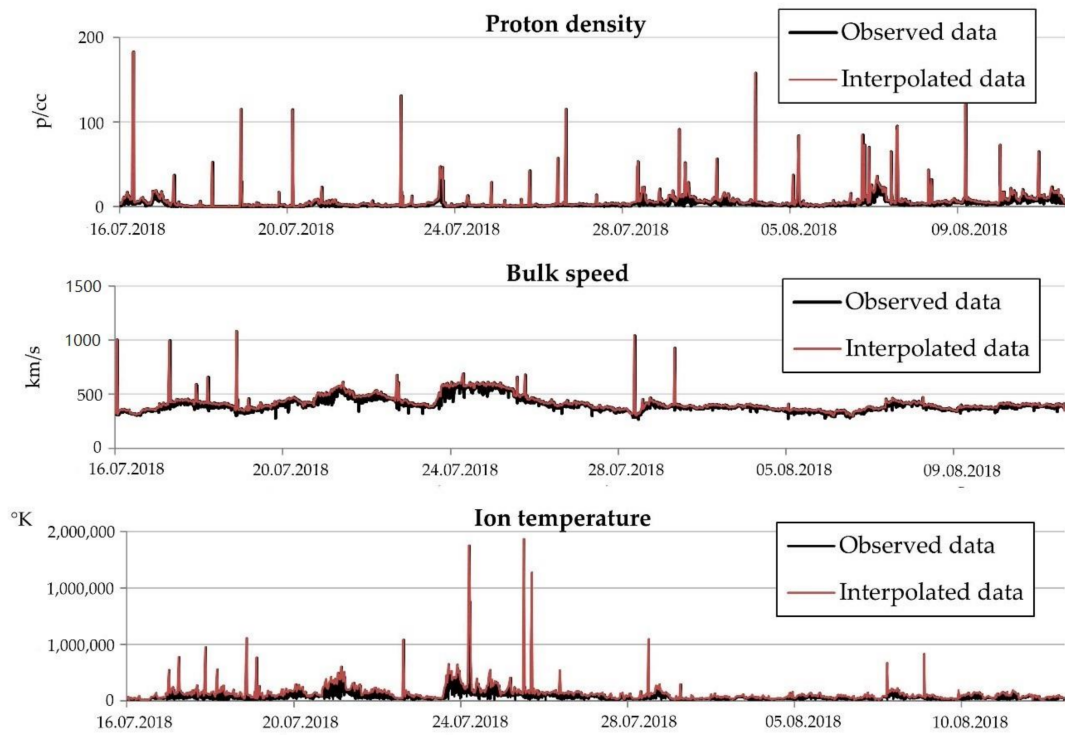 Proton density
Observed data
Interpolated data
p/cc
200
100
0
16.07.2018 20.07.2018 24.07.2018 28.07.2018 05.08.2018 09.08.2018
Bulk speed
Observed data
Interpolated data
km/s
1500
1000
500
0
16.07.2018 20.07.2018 24.07.2018 28.07.2018 05.08.2018 09.08.2018
Ion temperature
Observed data
Interpolated data
°K
2,000,000
1,000,000
1,000,000
0
16.07.2018 20.07.2018 24.07.2018 28.07.2018 05.08.2018 10.08.2018